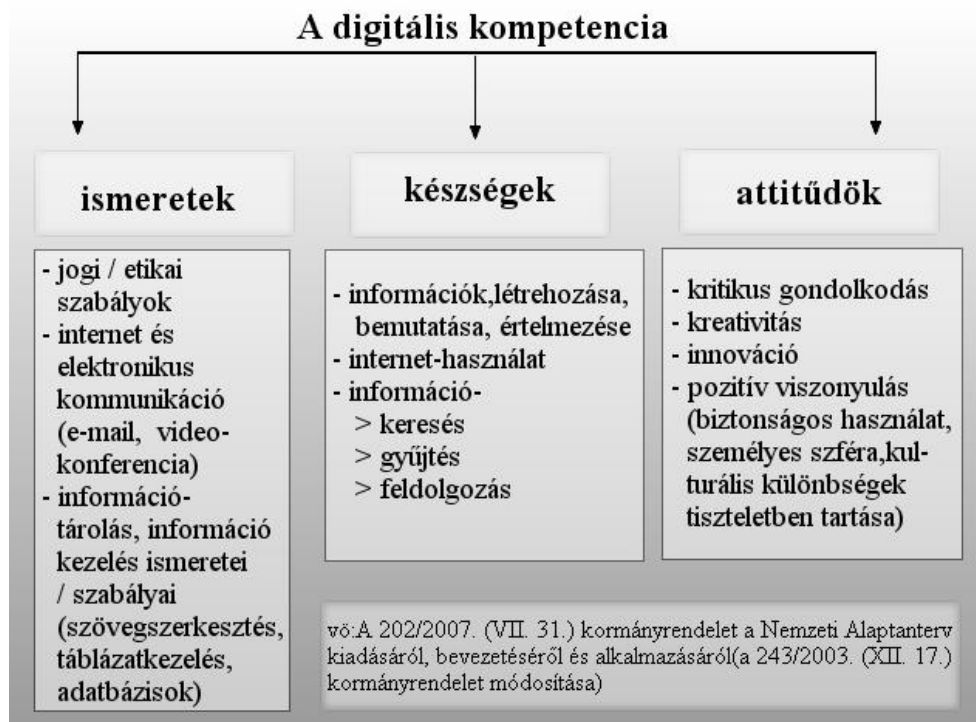 A digitális kompetencia
ismeretek
- jogi / etikai
szabályok
- internet és
elektronikus
kommunikáció
(e-mail, video-
konferencia)
- információ-
tárolás, információ
kezelés ismeretei
/ szabályai
(szövegszerkesztés,
táblázatkezelés,
adatbázisok)
készségek
- információk,létrehozása,
bemutatása, értelmezése
- internet-használat
- információ-
> keresés
> gyűjtés
> feldolgozás
attitűdök
- kritikus gondolkodás
- kreativitás
- innováció
- pozitív viszonyulás
(biztonságos használat,
személyes szféra,kul-
turális különbségek
tiszteletben tartása)
vö:A 202/2007. (VII. 31.) kormányrendelet a Nemzeti Alaptanterv
kiadásáról, bevezetéséről és alkalmazásáról(a 243/2003. (XII. 17.)
kormányrendelet módosítása)